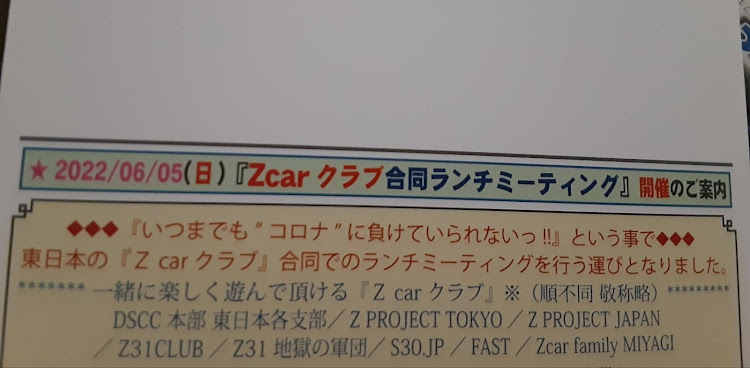 ★ 2022/06/05(日)『Zcar クラブ合同ランチミーティング』開催のご案内
◆◆◆『いつまでも"コロナ"に負けていられないっ!!』という事で◆◆◆
東日本の『Z car クラブ』合同でのランチミーティングを行う運びとなりました。
******* 一緒に楽しく遊んで頂ける『Z car クラブ』※(順不同 敬称略)*********
DSCC 本部 東日本各支部／Z PROJECT TOKYO／Z PROJECT JAPAN
／Z31CLUB／Z31 地獄の軍団／S30.JP／FAST／Zcar family MIYAGI